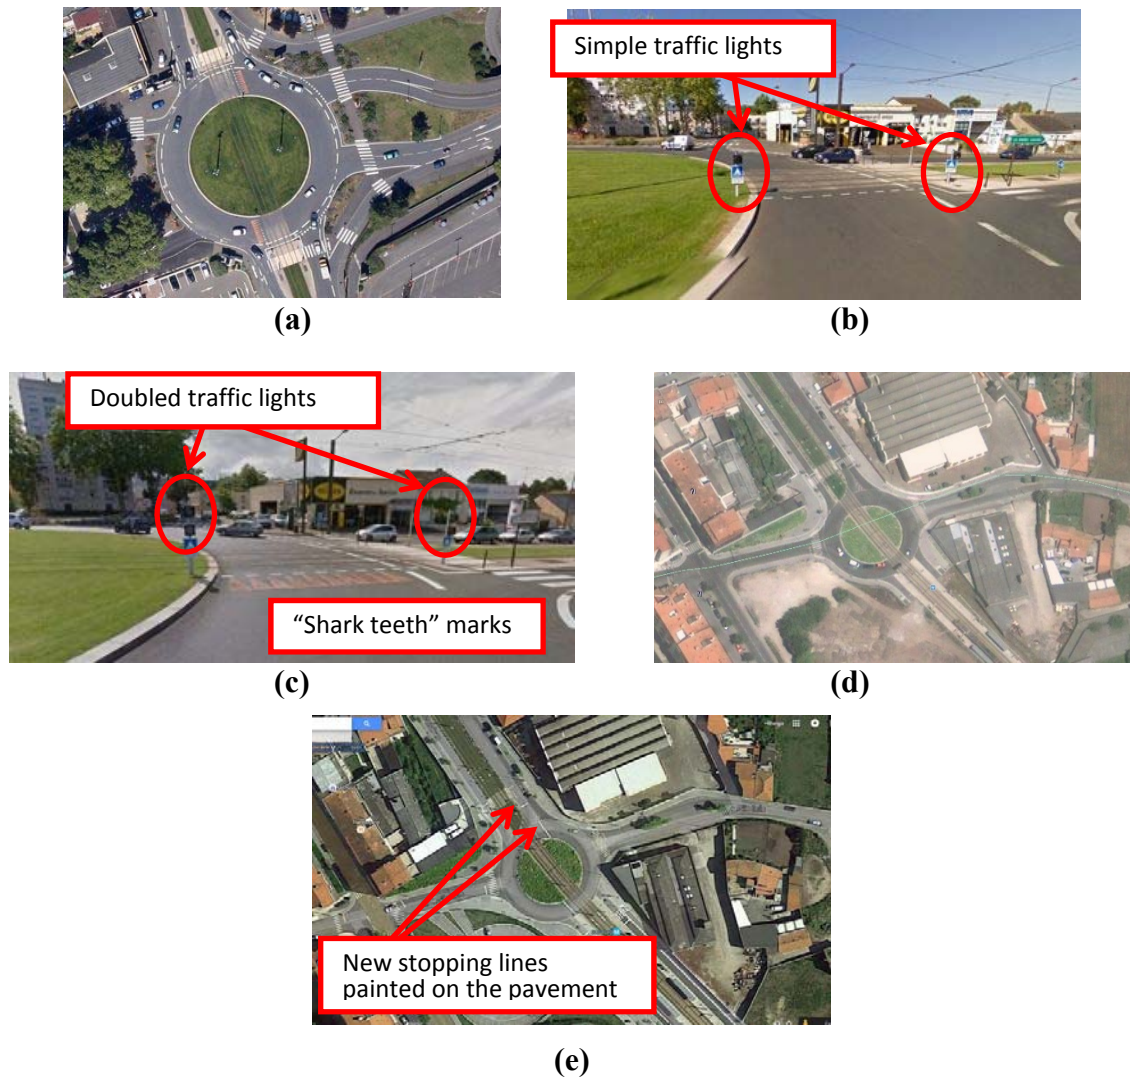 Simple traffic lights
(a)
(b)
Doubled traffic lights
"Shark teeth" marks
(c)
(d)
New stopping lines
painted on the pavement
(e)